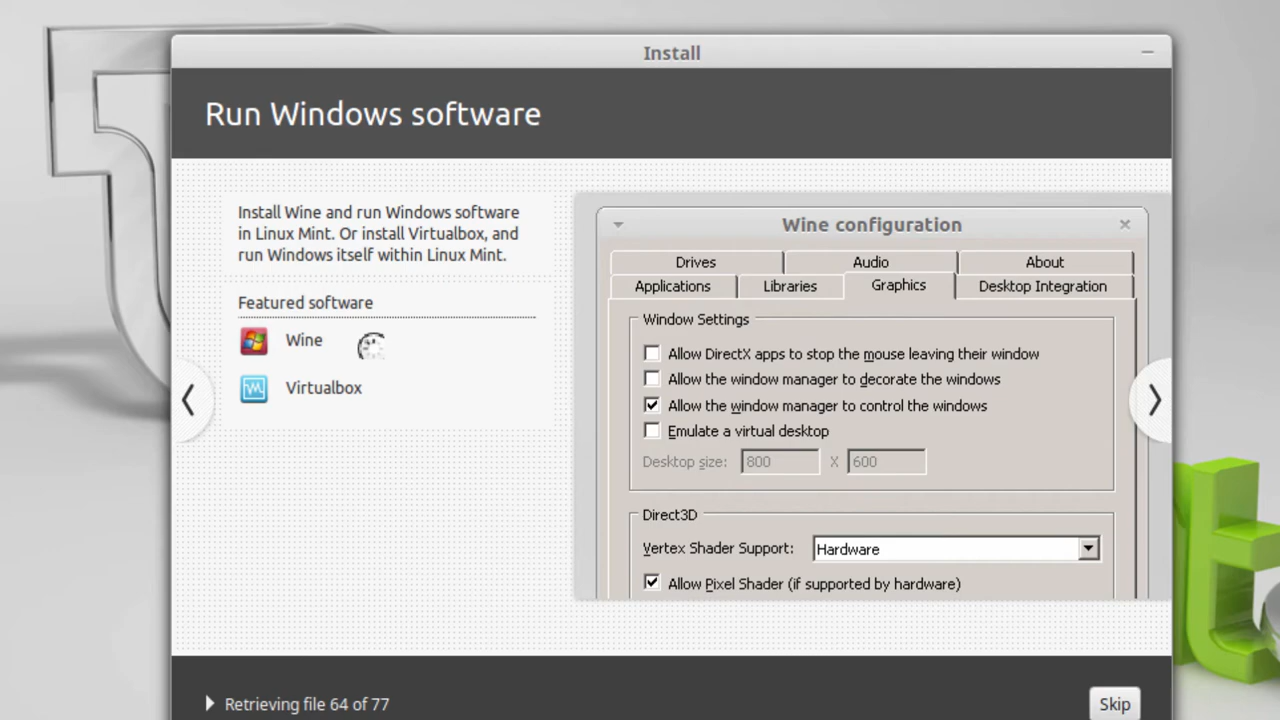 Install
Run Windows software
Install Wine and run Windows software
in Linux Mint. Or install Virtualbox, and
run Windows itself within Linux Mint.
Featured software
Wine
Virtualbox
Wine configuration
Drives Audio About
Applications Libraries Graphics Desktop Integration
Window Settings
Allow DirectX apps to stop the mouse leaving their window
Allow the window manager to decorate the windows
Allow the window manager to control the windows
Emulate a virtual desktop
Desktop size: 800 X 600
Direct3D
Vertex Shader Support: Hardware
Allow Pixel Shader (if supported by hardware)
Retrieving file 64 of 77
Skip